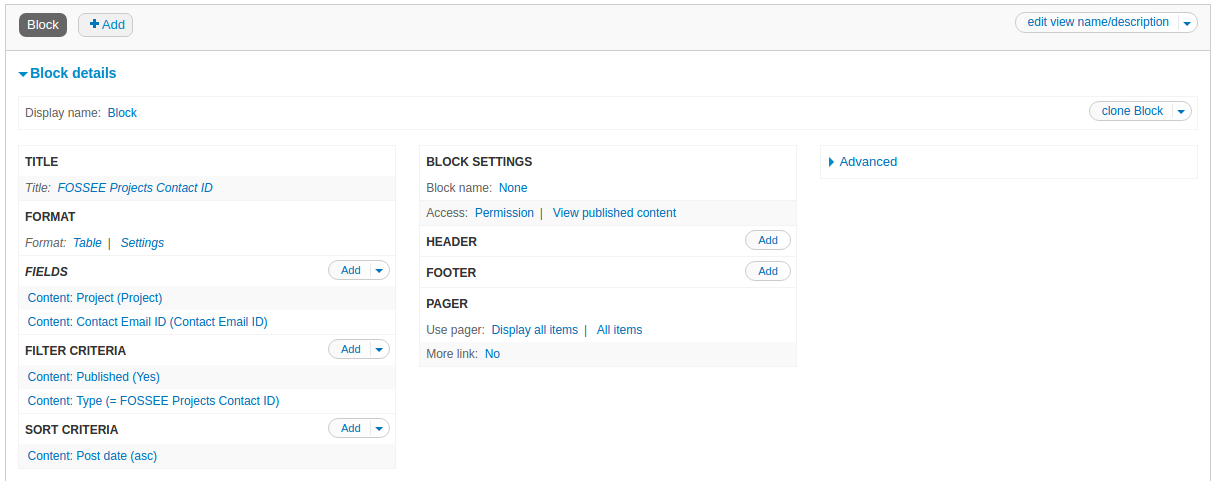 Block
Add
edit view name/description
Block details
Display name: Block
clone Block
TITLE
Title: FOSSEE Projects Contact ID
FORMAT
Format: Table | Settings
FIELDS
Add
Content: Project (Project)
Content: Contact Email ID (Contact Email ID)
FILTER CRITERIA
Add
Content: Published (Yes)
Content: Type (= FOSSEE Projects Contact ID)
SORT CRITERIA
Add
Content: Post date (asc)
BLOCK SETTINGS
Block name: None
Access: Permission | View published content
HEADER
Add
FOOTER
Add
PAGER
Use pager: Display all items | All items
More link: No
Advanced